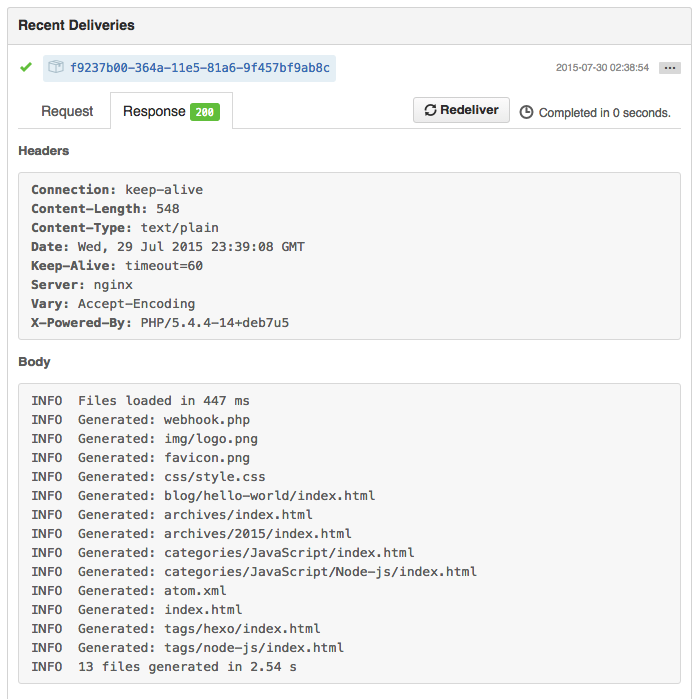 Recent Deliveries
f9237b00-364a-11e5-81a6-9f457bf9ab8c 2015-07-30 02:38:54
Request Response 200 Redeliver Completed in 0 seconds.
Headers
Connection: keep-alive
Content-Length: 548
Content-Type: text/plain
Date: Wed, 29 Jul 2015 23:39:08 GMT
Keep-Alive: timeout=60
Server: nginx
Vary: Accept-Encoding
X-Powered-By: PHP/5.4.4-14+deb7u5
Body
INFO  Files loaded in 447 ms
INFO  Generated: webhook.php
INFO  Generated: img/logo.png
INFO  Generated: favicon.png
INFO  Generated: css/style.css
INFO  Generated: blog/hello-world/index.html
INFO  Generated: archives/index.html
INFO  Generated: archives/2015/index.html
INFO  Generated: categories/JavaScript/index.html
INFO  Generated: categories/JavaScript/Node-js/index.html
INFO  Generated: atom.xml
INFO  Generated: index.html
INFO  Generated: tags/hexo/index.html
INFO  Generated: tags/node-js/index.html
INFO  13 files generated in 2.54 s